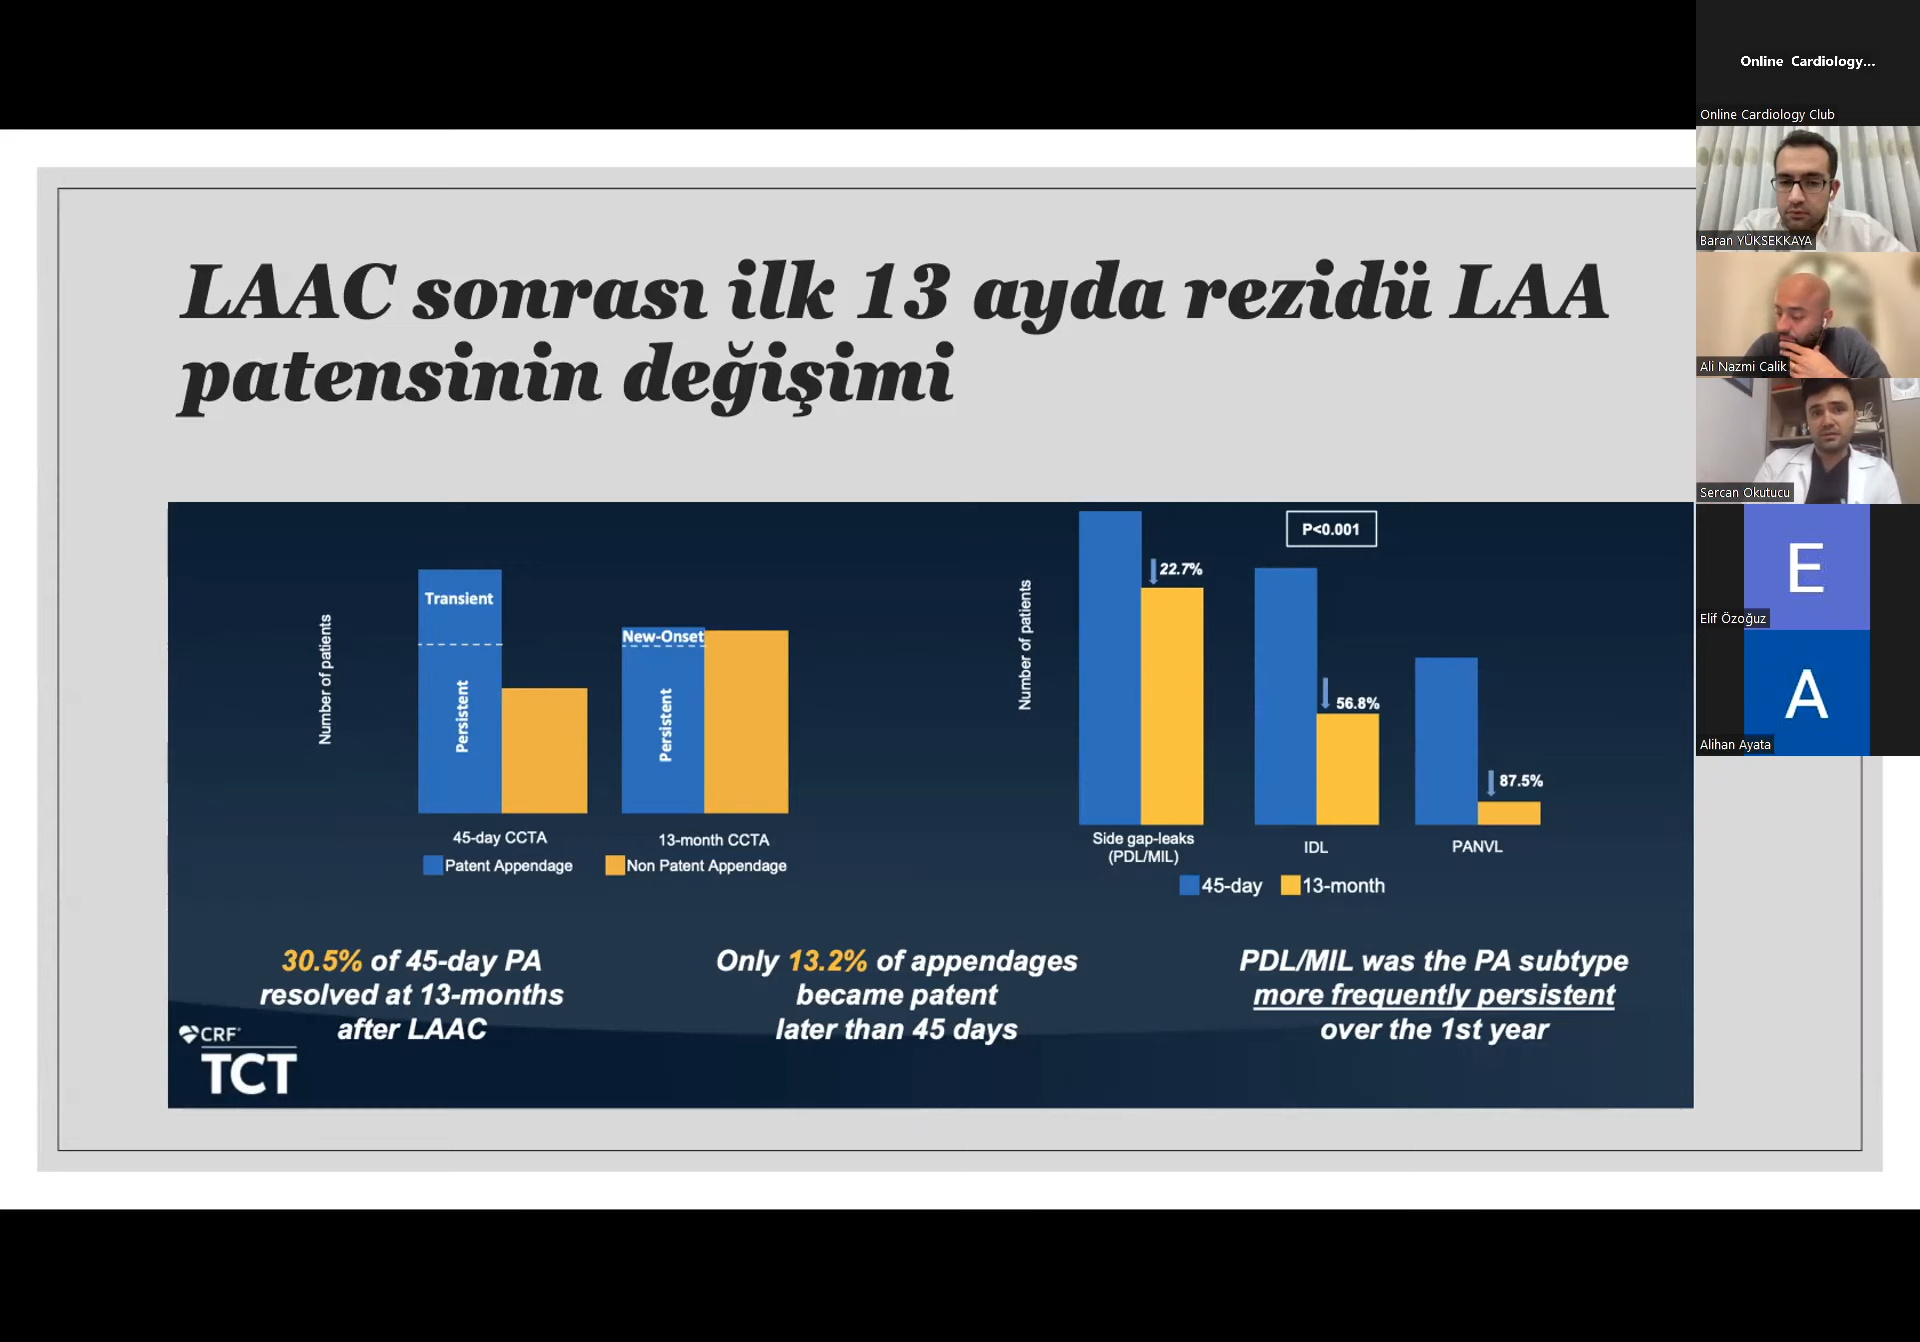 LAAC sonrası ilk 13 ayda rezidü LAA
patensinin değişimi
Number of patients
Transient
Persistent
New-Onset
Persistent
45-day CCTA
13-month CCTA
Patent Appendage
Non Patent Appendage
Number of patients
P<0.001
22.7%
56.8%
87.5%
Side gap-leaks
(PDL/MIL)
IDL
PANVL
45-day
13-month
30.5% of 45-day PA
resolved at 13-months
after LAAC
Only 13.2% of appendages
became patent
later than 45 days
PDL/MIL was the PA subtype
more frequently persistent
over the 1st year
CRF
TCT
Online Cardiology...
Online Cardiology Club
Baran YÜKSEKKAYA
Ali Nazmi Calik
Sercan Okutucu
E
Elif Özoğuz
A
Alihan Ayata